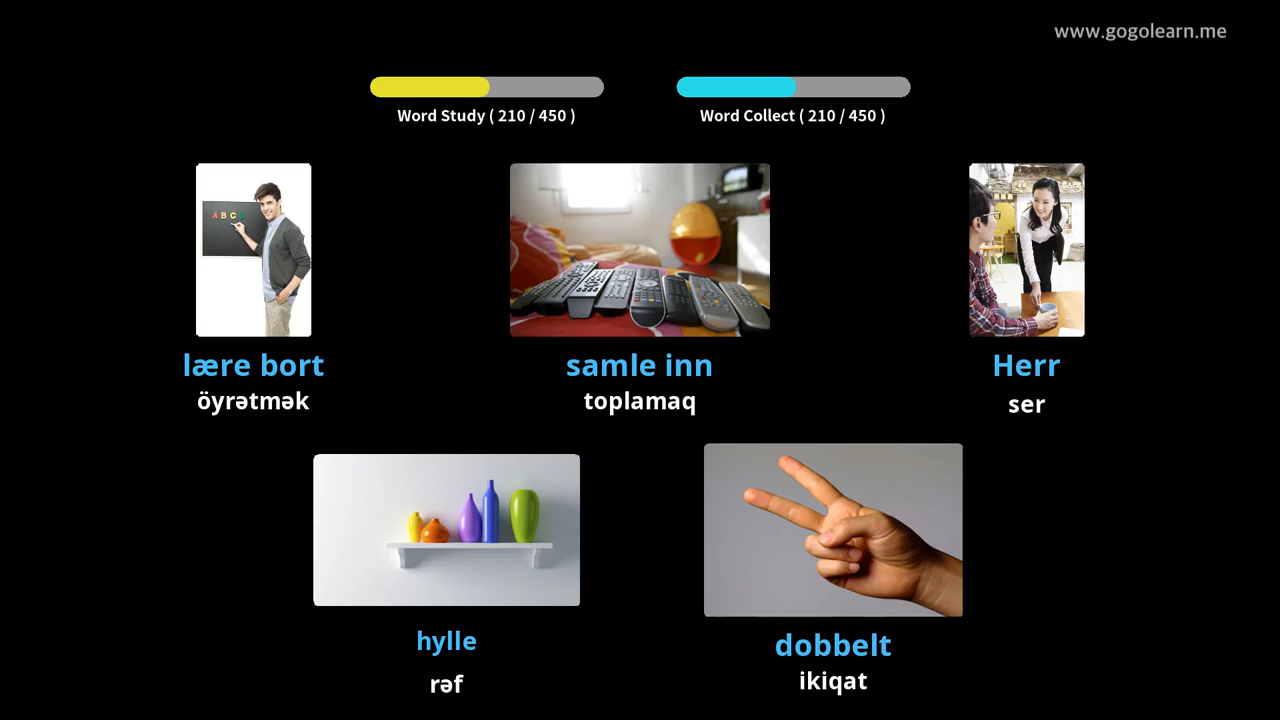 www.gogolearn.me
Word Study ( 210 / 450 )
Word Collect ( 210 / 450 )
A B C D
lære bort
öyrətmək
samle inn
toplamaq
Herr
ser
hylle
rəf
dobbelt
ikiqat